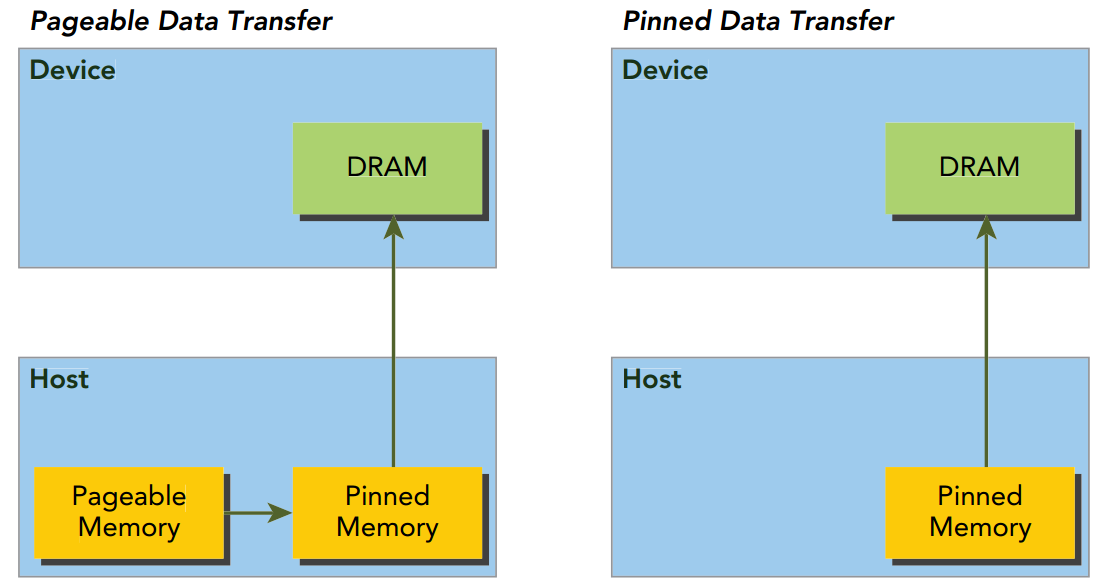 Pageable Data Transfer
Device
DRAM
Host
Pageable
Memory
Pinned
Memory
Pinned Data Transfer
Device
DRAM
Host
Pinned
Memory